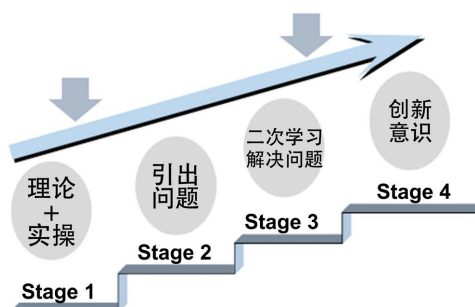 理论
+
实操
Stage 1
引出
问题
Stage 2
二次学习
解决问题
Stage 3
创新
意识
Stage 4